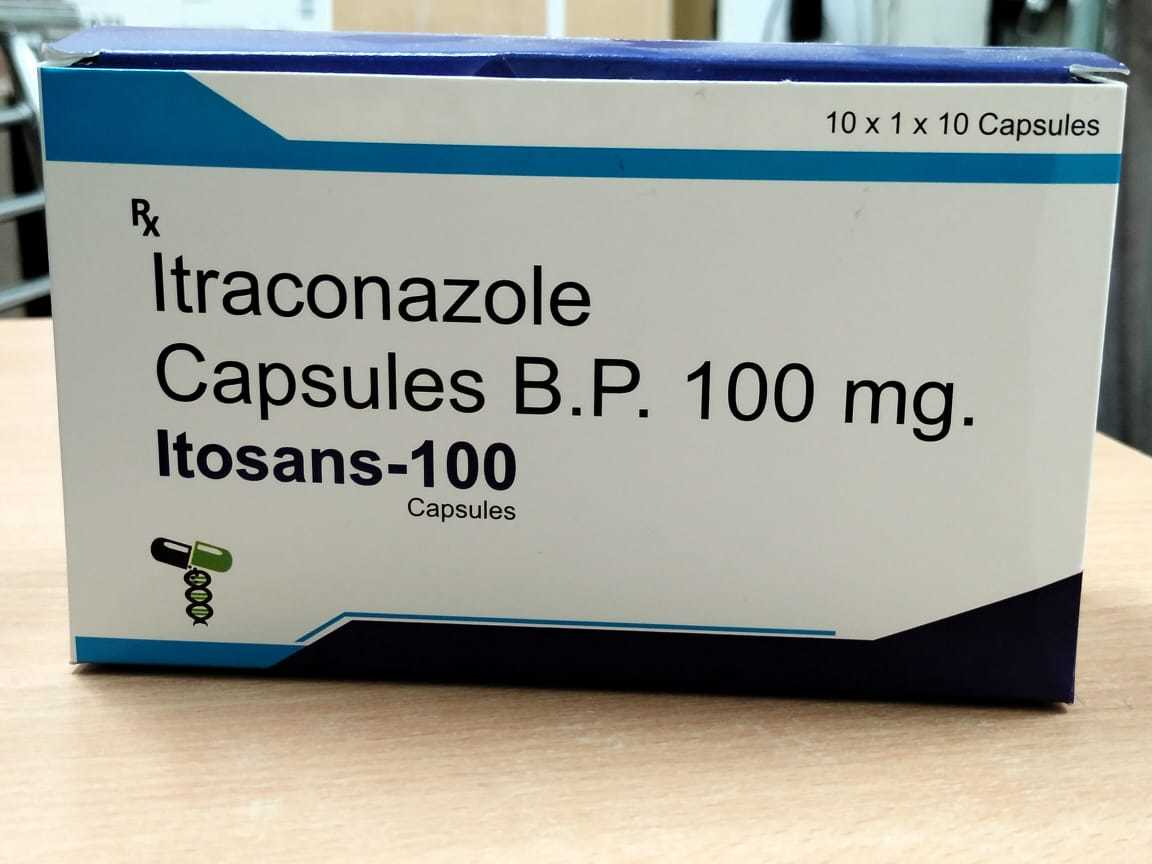 10 x 1 x 10 Capsules
Rx
Itraconazole
Capsules B.P. 100 mg.
Itosans-100
Capsules